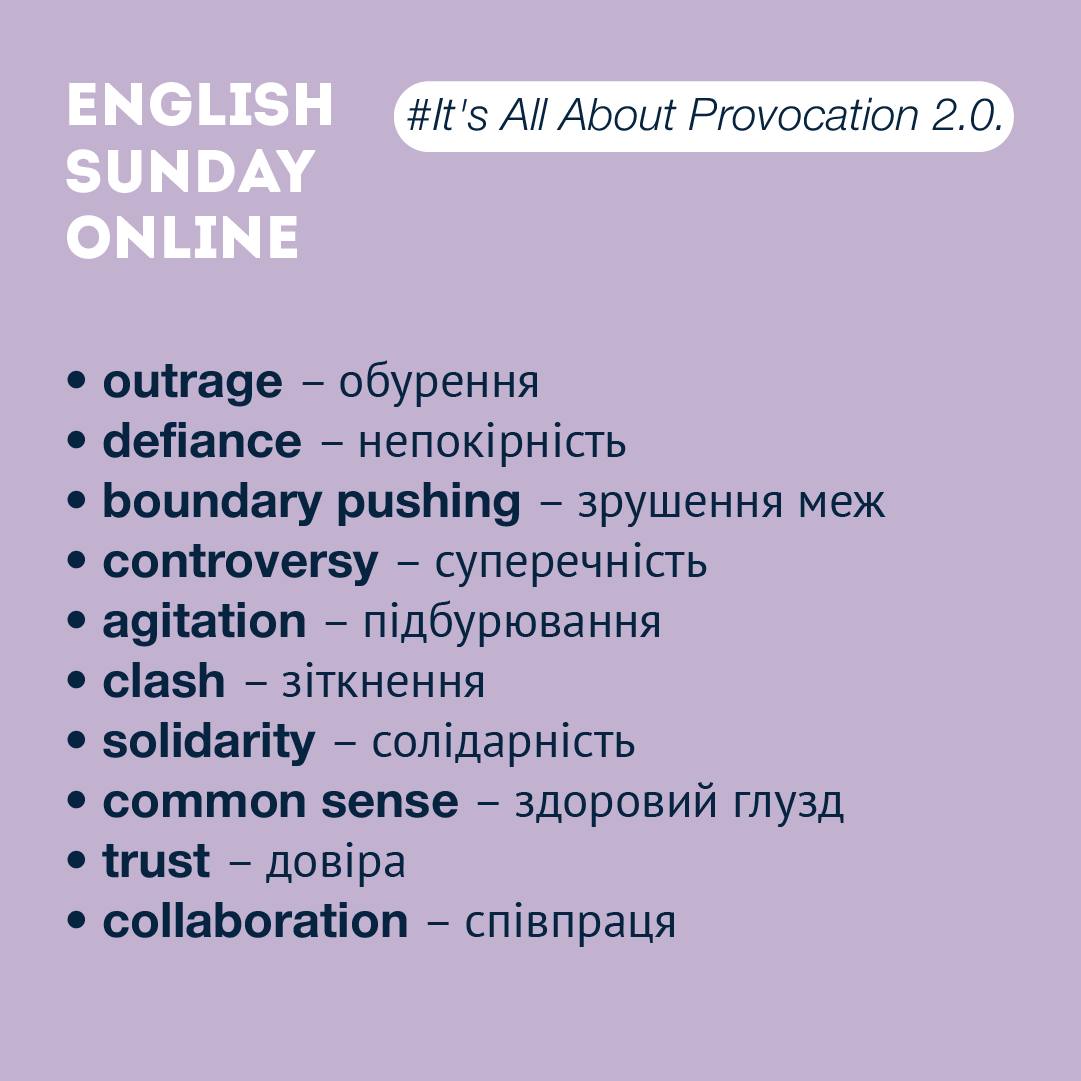 ENGLISH
SUNDAY
ONLINE
#It's All About Provocation 2.0.
• outrage – обурення
• defiance – непокірність
• boundary pushing – зрушення меж
• controversy – суперечність
• agitation – підбурювання
• clash – зіткнення
• solidarity – солідарність
• common sense – здоровий глузд
• trust – довіра
• collaboration – співпраця